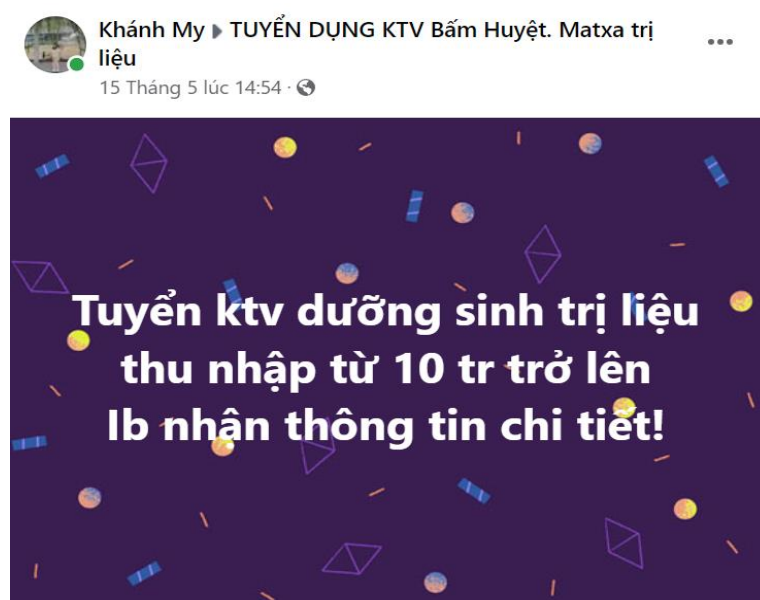 Khánh My ▸ TUYỂN DỤNG KTV Bấm Huyệt. Matxa trị
liệu
15 Tháng 5 lúc 14:54 ·
Tuyển ktv dưỡng sinh trị liệu
thu nhập từ 10 tr trở lên
Ib nhận thông tin chi tiết!